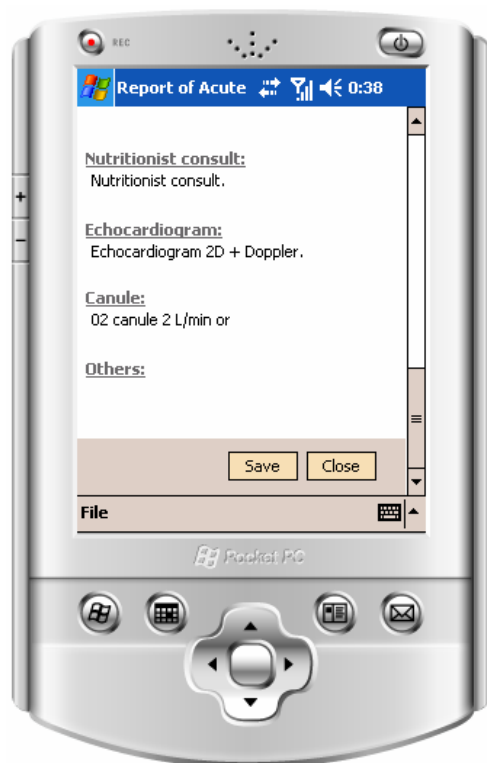 REC
Report of Acute 0:38
Nutritionist consult:
Nutritionist consult.
Echocardiogram:
Echocardiogram 2D + Doppler.
Canule:
02 canule 2 L/min or
Others:
Save Close
File
Pocket PC